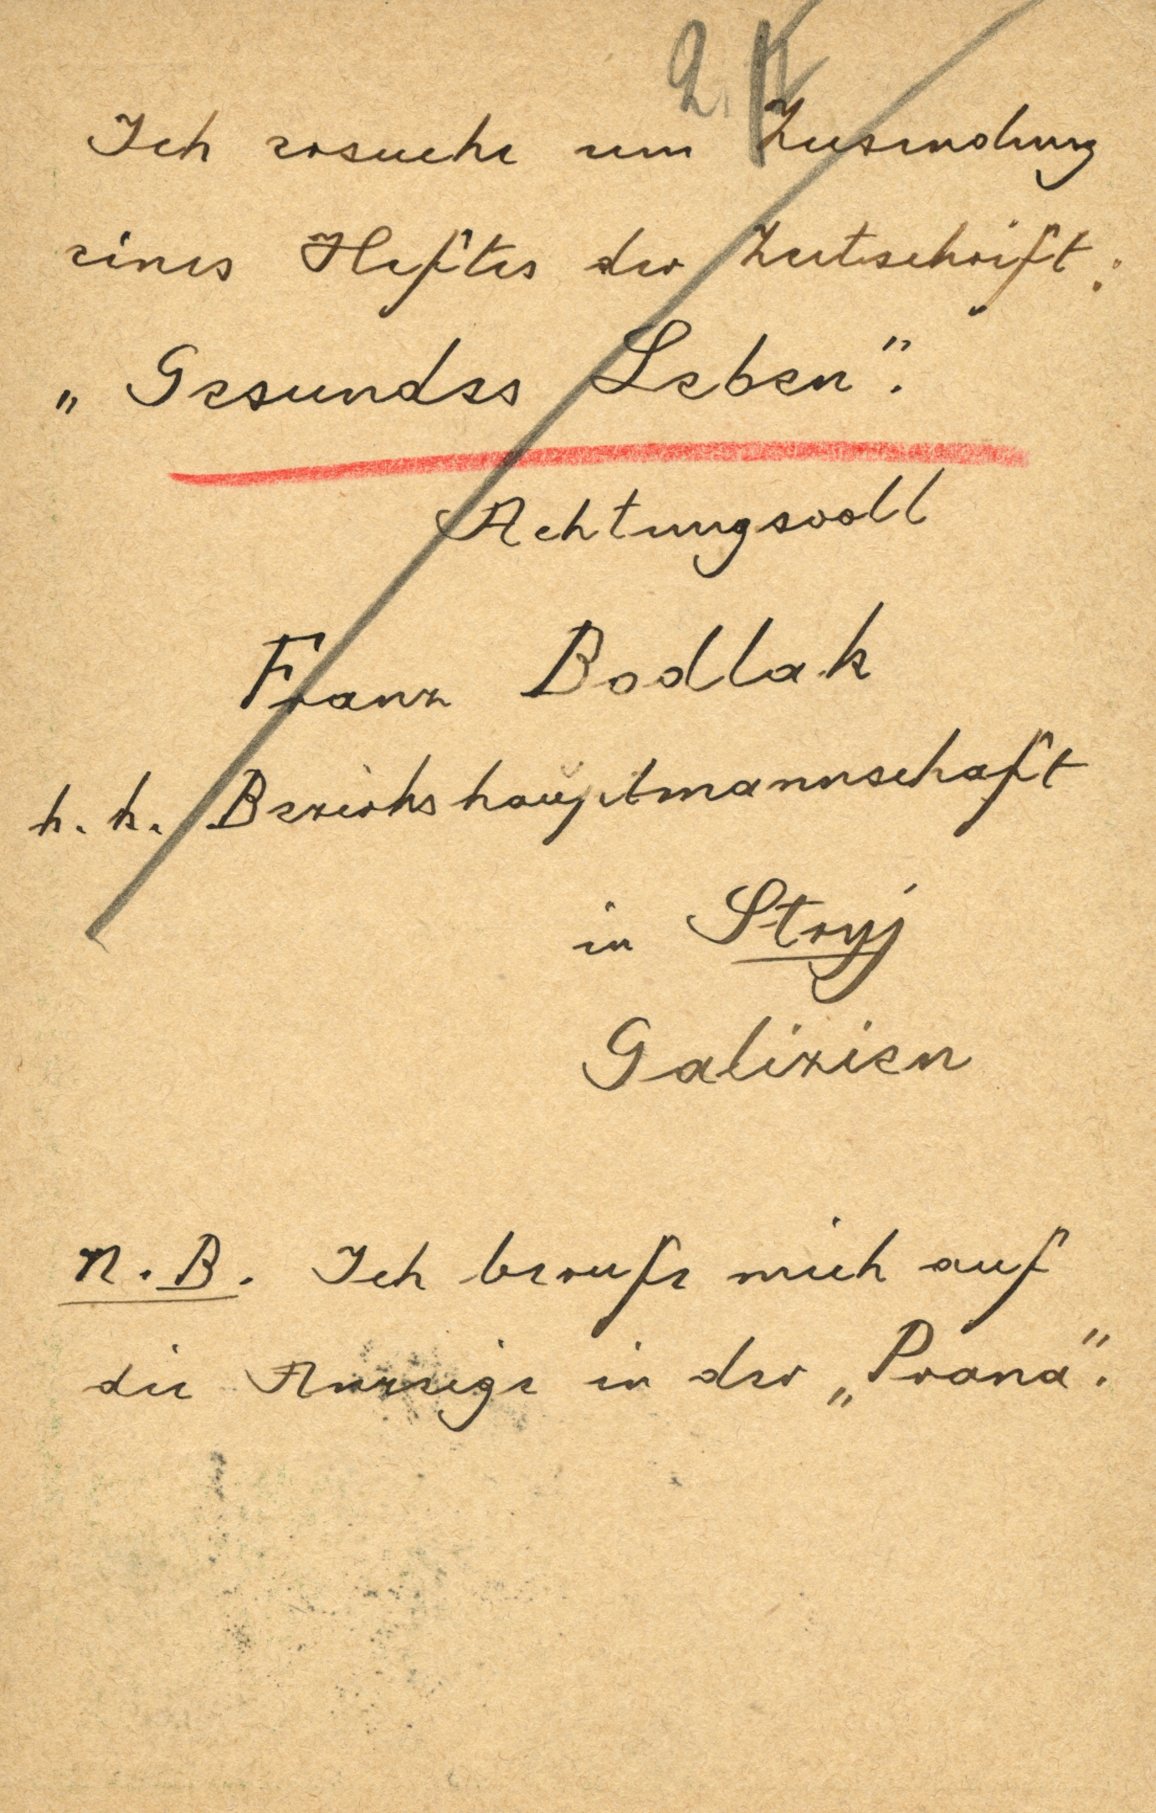 Ich ersuche um Zusendung
eines Heftes der Zeitschrift:
„Gesundes Leben".
Achtungsvoll
Franz Bodlak
k. k. Bezirkshauptmannschaft
in Stryj
Galizien
N.B. Ich berufe mich auf
die Anzeige in der „Prana".